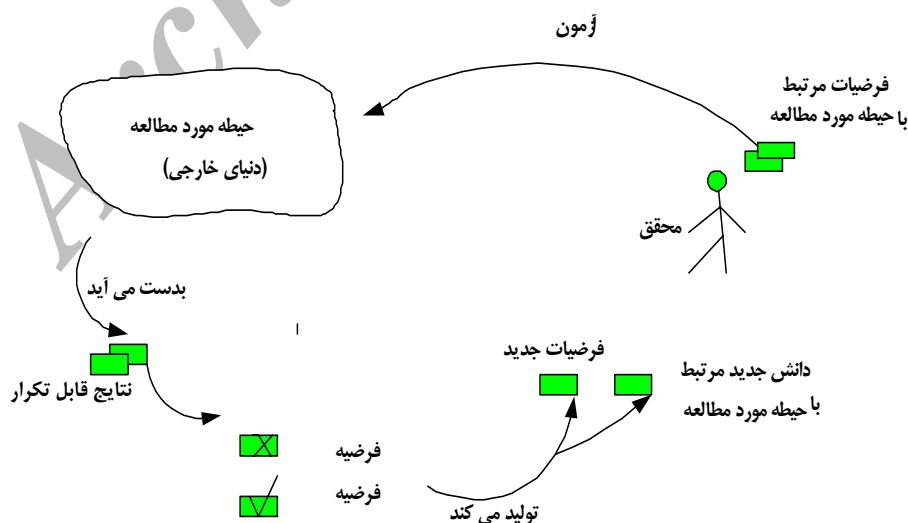 آزمون
فرضیات مرتبط
با حیطه مورد مطالعه
حیطه مورد مطالعه
(دنیای خارجی)
محقق
بدست می آید
نتایج قابل تکرار
فرضیات جدید
دانش جدید مرتبط
با حیطه مورد مطالعه
فرضیه
فرضیه
تولید می کند